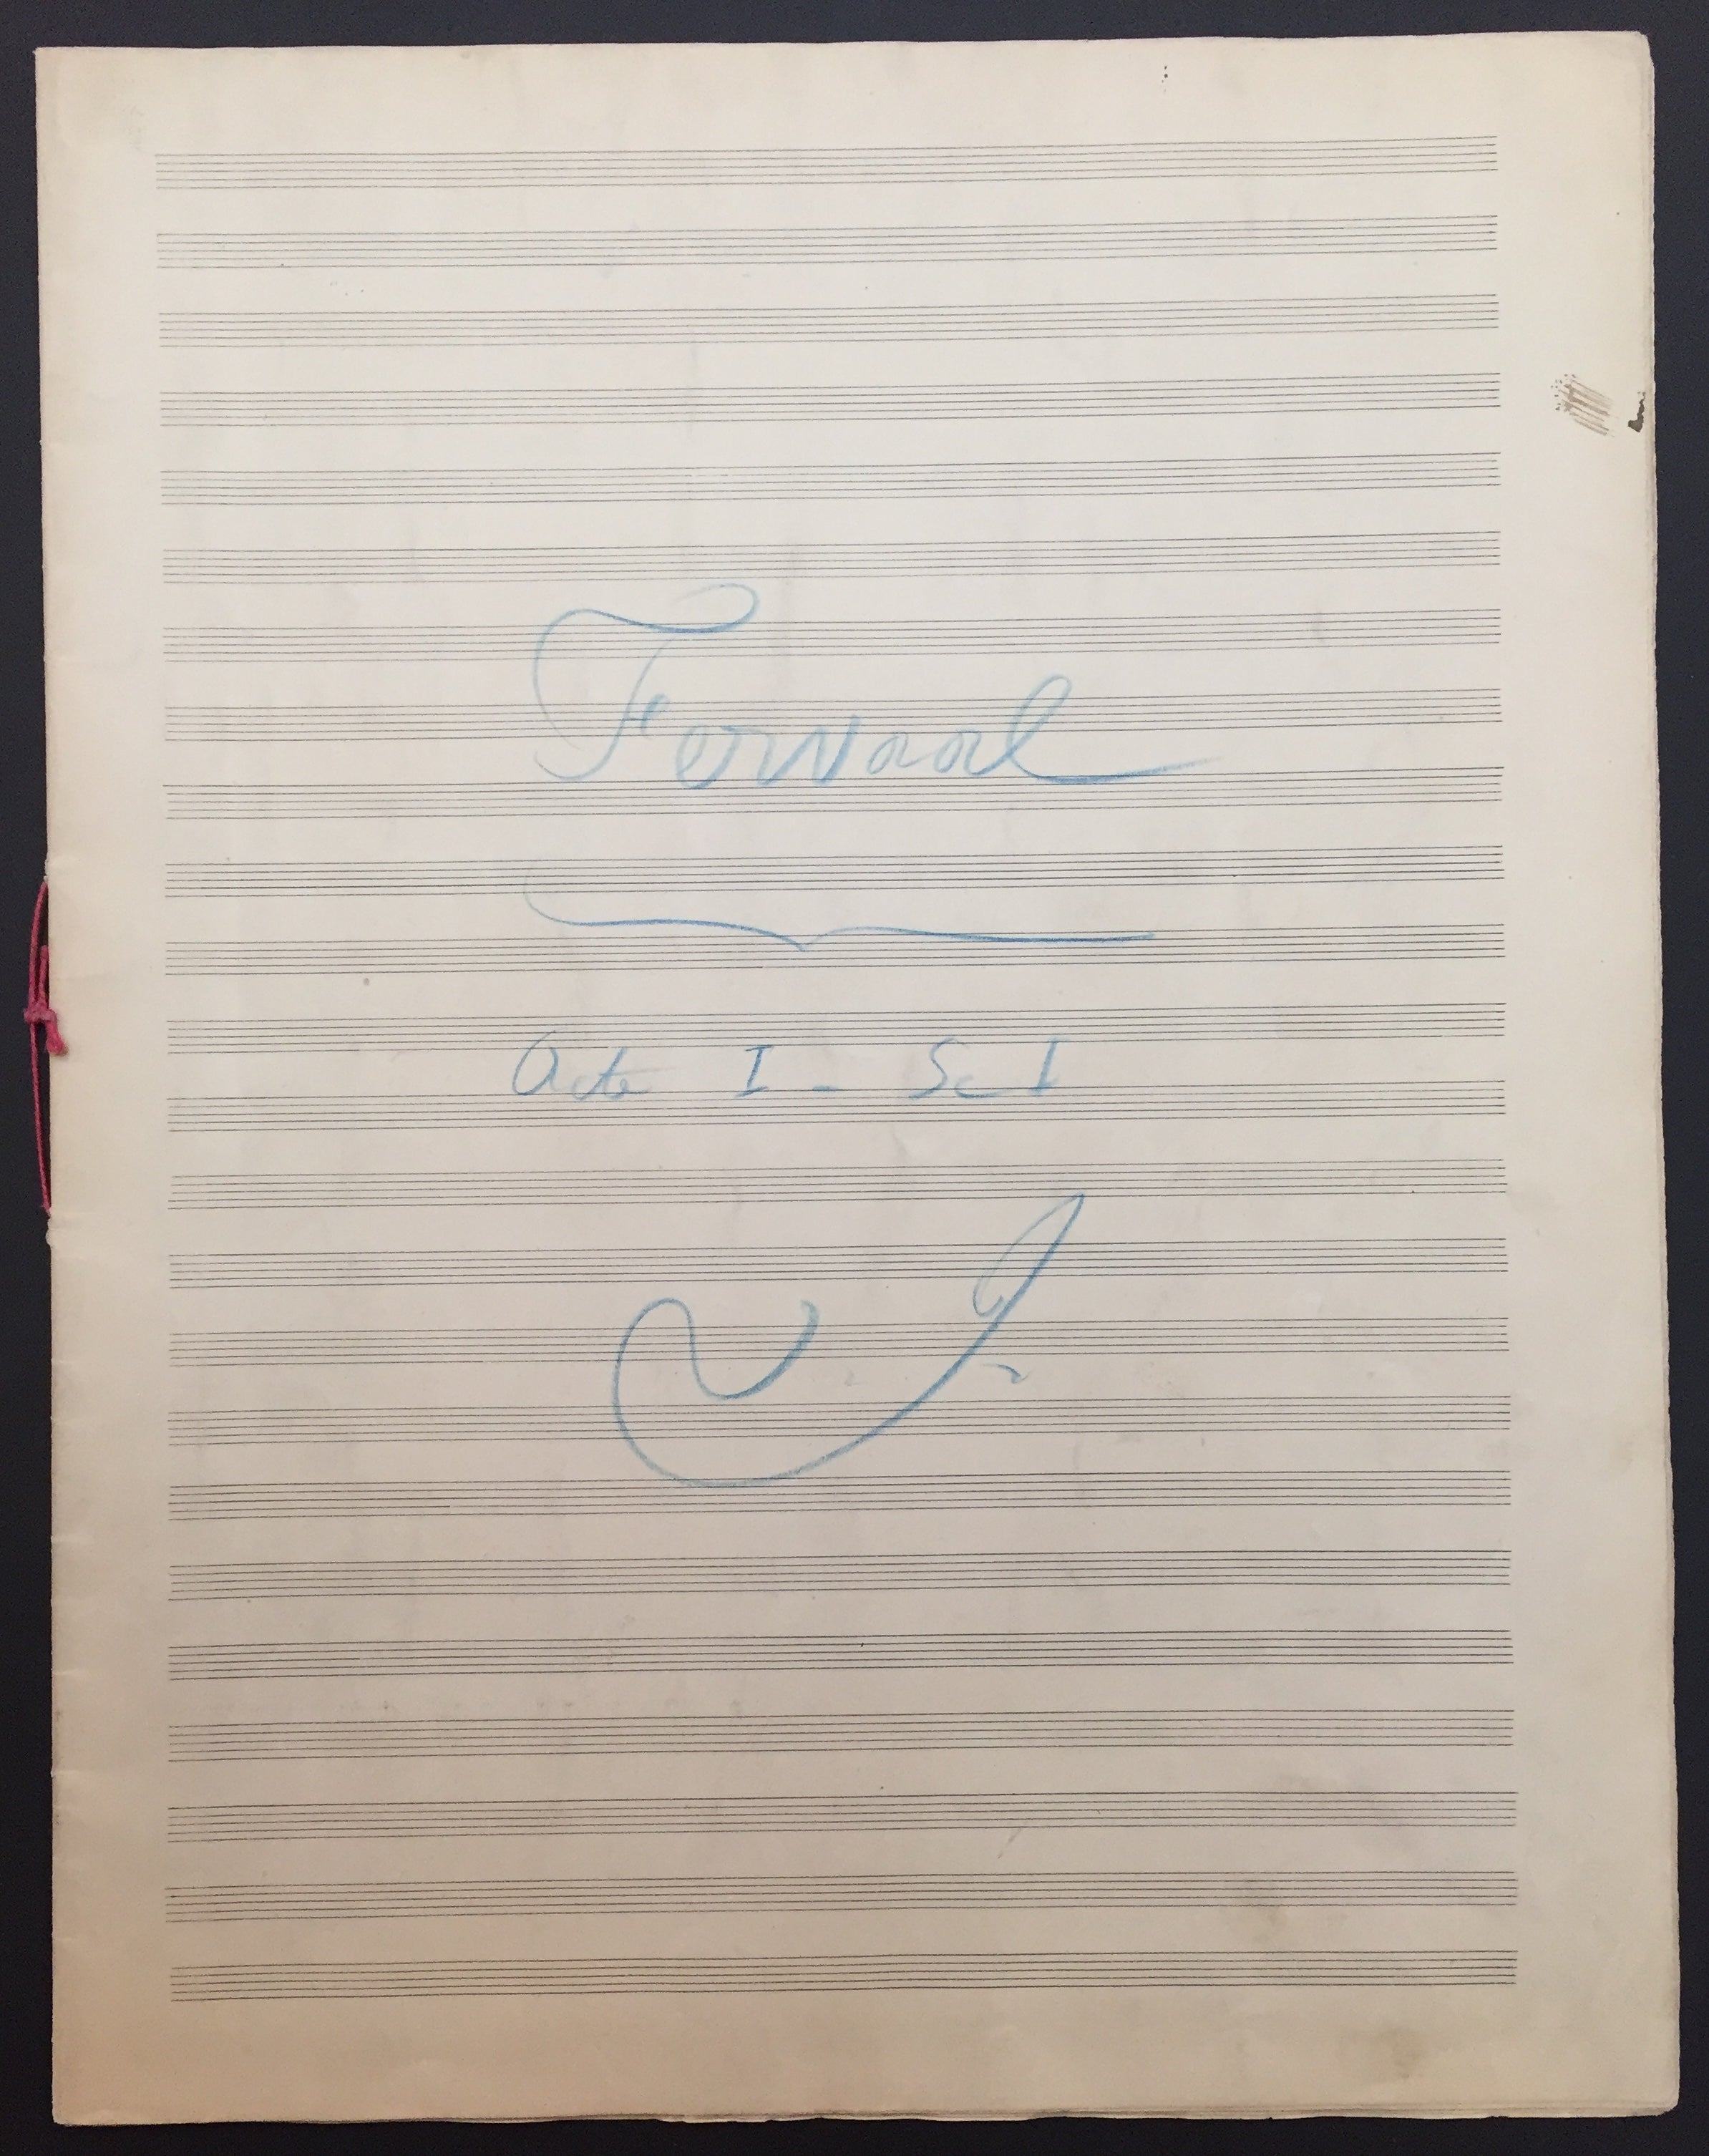 Fervaal
Acte I - Sc I